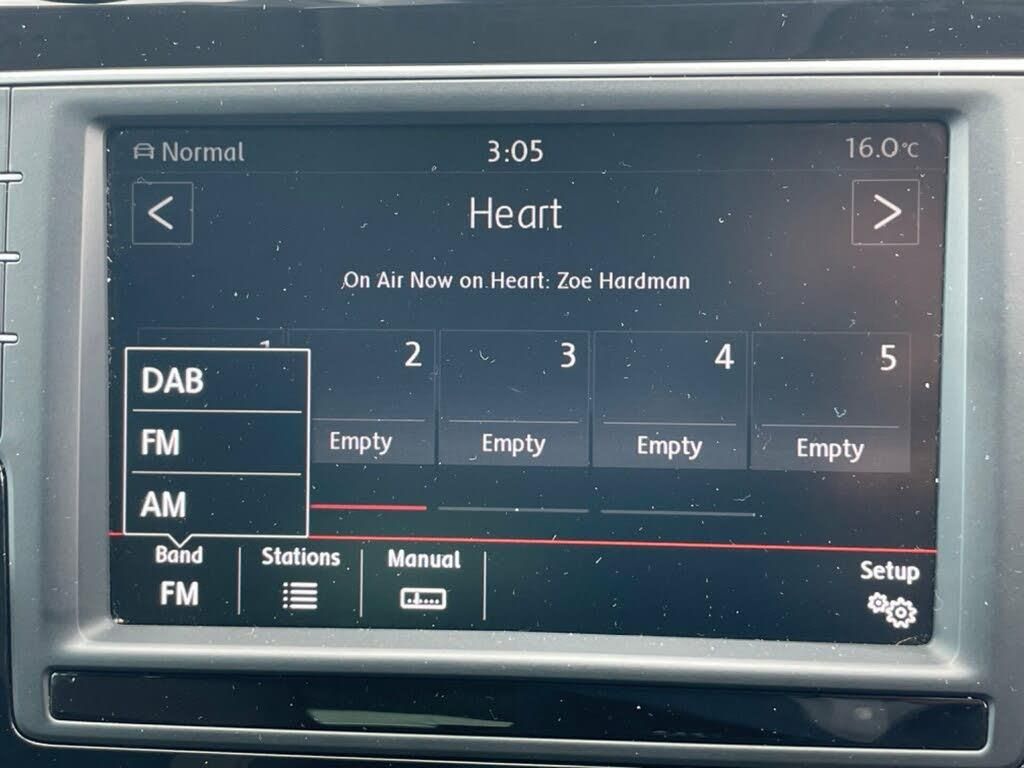 Normal
3:05
16.0°C
<
Heart
>
On Air Now on Heart: Zoe Hardman
2
3
4
5
DAB
FM
AM
Empty
Empty
Empty
Empty
Band
FM
Stations
Manual
Setup